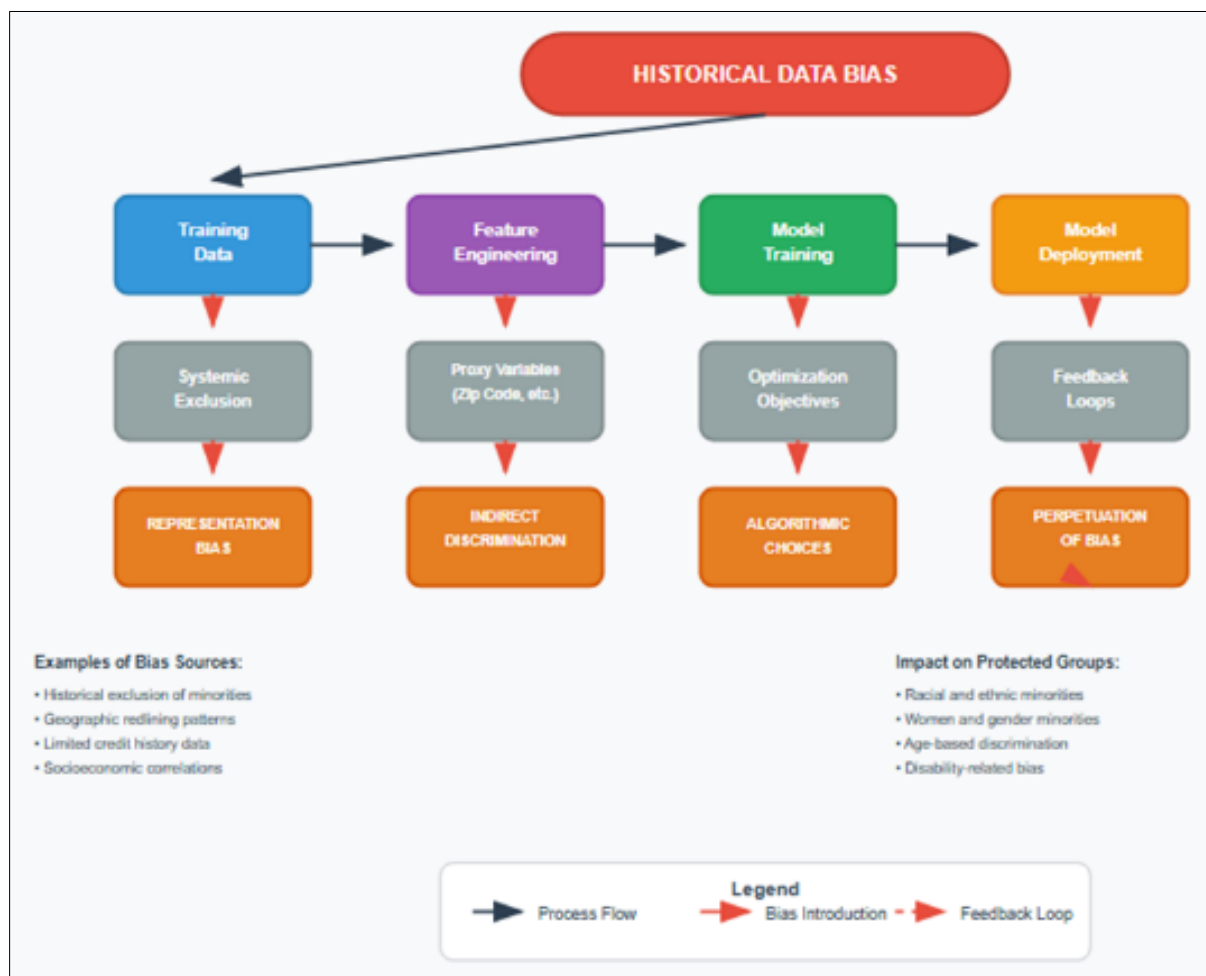 HISTORICAL DATA BIAS
Training
Data
Feature
Engineering
Model
Training
Model
Deployment
Systemic
Exclusion
Proxy Variables
(Zip Code, etc.)
Optimization
Objectives
Feedback
Loops
REPRESENTATION
BIAS
INDIRECT
DISCRIMINATION
ALGORITHMIC
CHOICES
PERPETUATION
OF BIAS
Examples of Bias Sources:
• Historical exclusion of minorities
• Geographic redlining patterns
• Limited credit history data
• Socioeconomic correlations
Impact on Protected Groups:
• Racial and ethnic minorities
• Women and gender minorities
• Age-based discrimination
• Disability-related bias
Legend
Process Flow
Bias Introduction
Feedback Loop